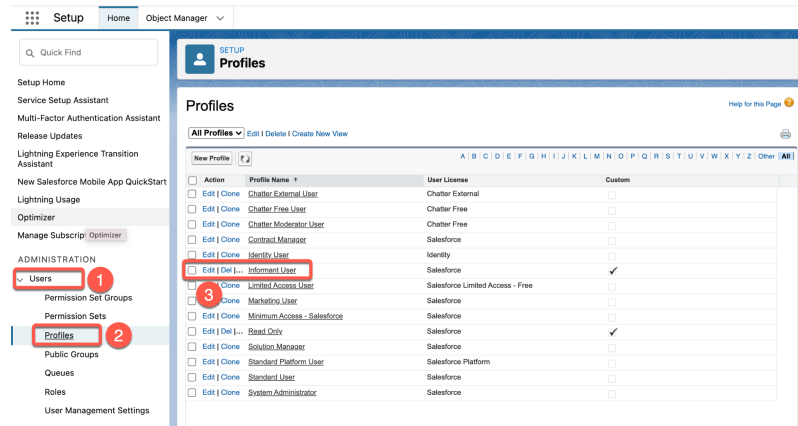 Setup Home Object Manager
Quick Find
Setup Home
Service Setup Assistant
Multi-Factor Authentication Assistant
Release Updates
Lightning Experience Transition
Assistant
New Salesforce Mobile App QuickStart
Lightning Usage
Optimizer
Manage Subscrip Optimizer
ADMINISTRATION
Users 1
Permission Set Groups
Permission Sets
Profiles 2
Public Groups
Queues
Roles
User Management Settings
SETUP
Profiles
Profiles
Help for this Page ?
All Profiles Edit | Delete | Create New View
New Profile A | B | C | D | E | F | G | H | I | J | K | L | M | N | O | P | Q | R | S | T | U | V | W | X | Y | Z | Other | All
Action Profile Name ↑ User License Custom
Edit | Clone Chatter External User Chatter External
Edit | Clone Chatter Free User Chatter Free
Edit | Clone Chatter Moderator User Chatter Free
Edit | Clone Contract Manager Salesforce
Edit | Clone Identity User Identity
Edit | Del |... Informant User Salesforce ✓
3 Clone Limited Access User Salesforce Limited Access - Free
Clone Marketing User Salesforce
Edit | Clone Minimum Access - Salesforce Salesforce
Edit | Del |... Read Only Salesforce ✓
Edit | Clone Solution Manager Salesforce
Edit | Clone Standard Platform User Salesforce Platform
Edit | Clone Standard User Salesforce
Edit | Clone System Administrator Salesforce